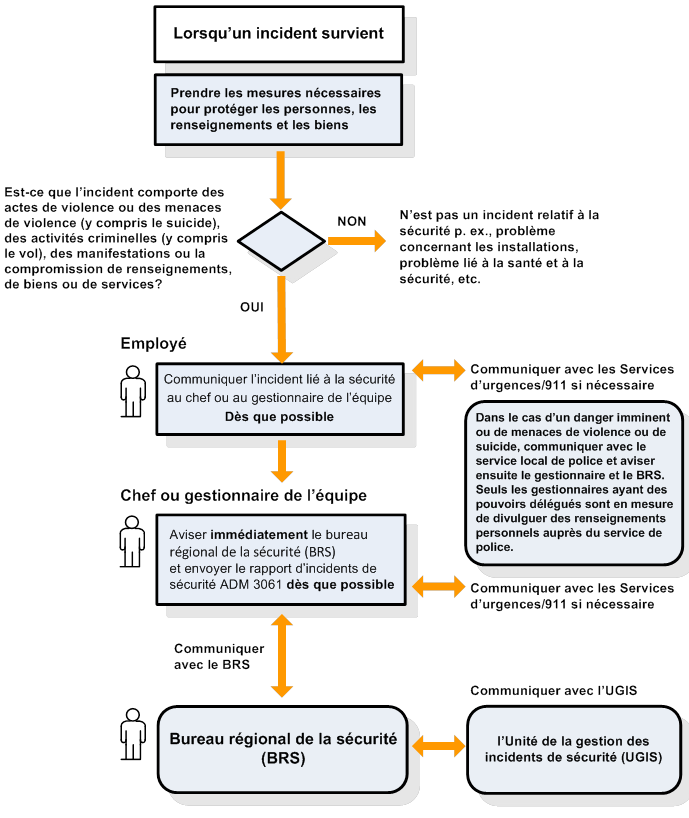 Lorsqu'un incident survient
Prendre les mesures nécessaires
pour protéger les personnes, les
renseignements et les biens
Est-ce que l'incident comporte des
actes de violence ou des menaces
de violence (y compris le suicide),
des activités criminelles (y compris
le vol), des manifestations ou la
compromission de renseignements,
de biens ou de services?
NON
N'est pas un incident relatif à la
sécurité p. ex., problème
concernant les installations,
problème lié à la santé et à la
sécurité, etc.
OUI
Employé
Communiquer l'incident lié à la sécurité
au chef ou au gestionnaire de l'équipe
Dès que possible
Communiquer avec les Services
d'urgences/911 si nécessaire
Dans le cas d'un danger imminent
ou de menaces de violence ou de
suicide, communiquer avec le
service local de police et aviser
ensuite le gestionnaire et le BRS.
Seuls les gestionnaires ayant des
pouvoirs délégués sont en mesure
de divulguer des renseignements
personnels auprès du service de
police.
Chef ou gestionnaire de l'équipe
Aviser immédiatement le bureau
régional de la sécurité (BRS)
et envoyer le rapport d'incidents de
sécurité ADM 3061 dès que possible
Communiquer avec les Services
d'urgences/911 si nécessaire
Communiquer
avec le BRS
Communiquer avec l'UGIS
Bureau régional de la sécurité
(BRS)
l'Unité de la gestion des
incidents de sécurité (UGIS)